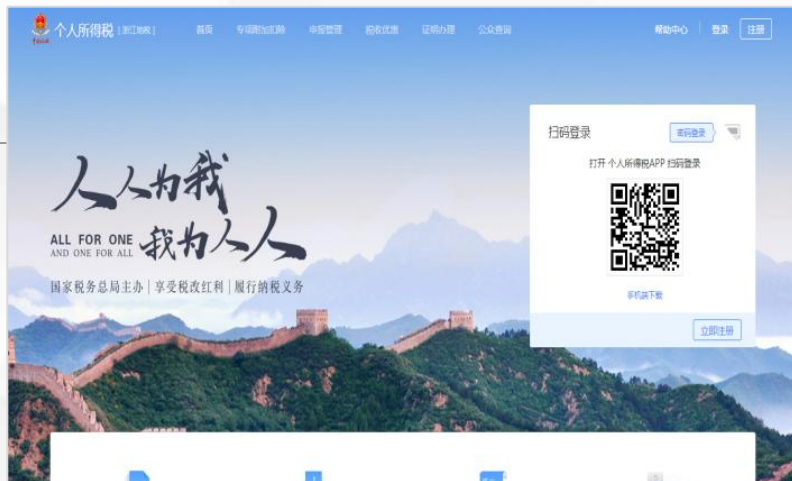 个人所得税 首页 专项附加扣除 申报管理 税收优惠 证明办理 公众查询 帮助中心 登录 注册
扫码登录 密码登录
打开 个人所得税APP 扫码登录
人人为我
ALL FOR ONE
AND ONE FOR ALL
我为人人
国家税务总局主办 | 享受税改红利 | 履行纳税义务
手机端下载
立即注册